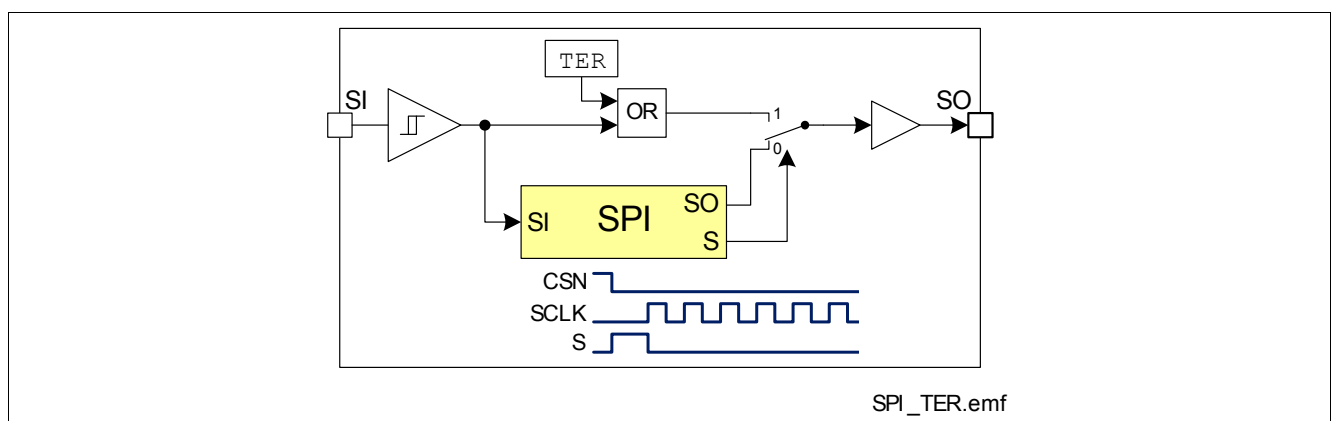 TER
SI
SO
OR
1
0
SO
SI
SPI
S
CSN
SCLK
S
SPI_TER.emf